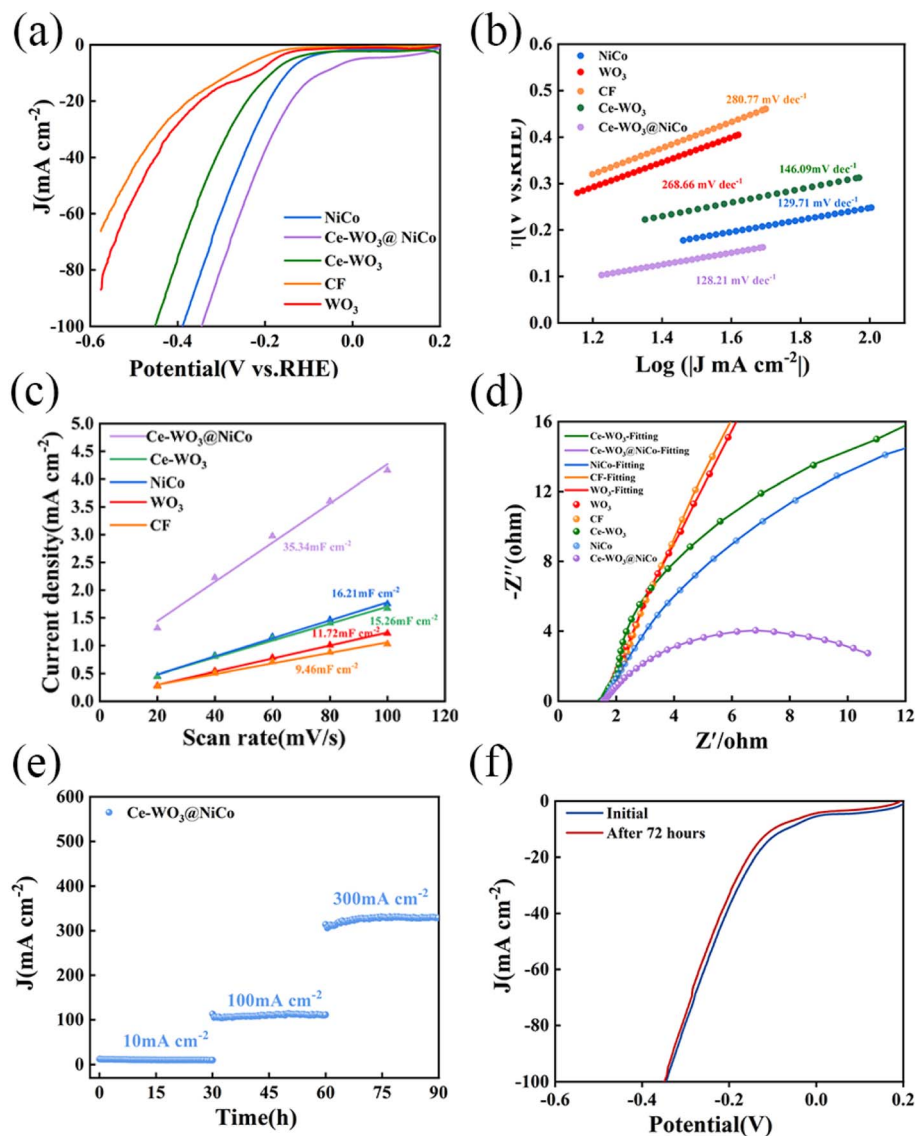 (a)
0
-20
-40
-60
-80
-100
J(mA cm⁻²)
NiCo
Ce-WO₃@ NiCo
Ce-WO₃
CF
WO₃
-0.6 -0.4 -0.2 0.0 0.2
Potential(V vs.RHE)
(b)
0.6
0.5
0.4
0.3
0.2
0.1
0.0
(V vs.RHE)
NiCo
WO₃
CF
Ce-WO₃
Ce-WO₃@NiCo
280.77 mV dec⁻¹
268.66 mV dec⁻¹
146.09mV dec⁻¹
129.71 mV dec⁻¹
128.21 mV dec⁻¹
1.2 1.4 1.6 1.8 2.0
Log (|J mA cm⁻²|)
(c)
5.0
4.5
4.0
3.5
3.0
2.5
2.0
1.5
1.0
0.5
0.0
Current density(mA cm⁻²)
Ce-WO₃@NiCo
Ce-WO₃
NiCo
WO₃
CF
35.34mF cm⁻²
16.21mF cm⁻²
15.26mF cm⁻²
11.72mF cm⁻²
9.46mF cm⁻²
0 20 40 60 80 100 120
Scan rate(mV/s)
(d)
16
12
8
4
0
-Z''(ohm)
Ce-WO₃-Fitting
Ce-WO₃@NiCo-Fitting
NiCo-Fitting
CF-Fitting
WO₃-Fitting
WO₃
CF
Ce-WO₃
NiCo
Ce-WO₃@NiCo
0 2 4 6 8 10 12
Z'/ohm
(e)
600
500
400
300
200
100
0
J(mA cm⁻²)
Ce-WO₃@NiCo
300mA cm⁻²
100mA cm⁻²
10mA cm⁻²
0 15 30 45 60 75 90
Time(h)
(f)
0
-20
-40
-60
-80
-100
J(mA cm⁻²)
Initial
After 72 hours
-0.6 -0.4 -0.2 0.0 0.2
Potential(V)